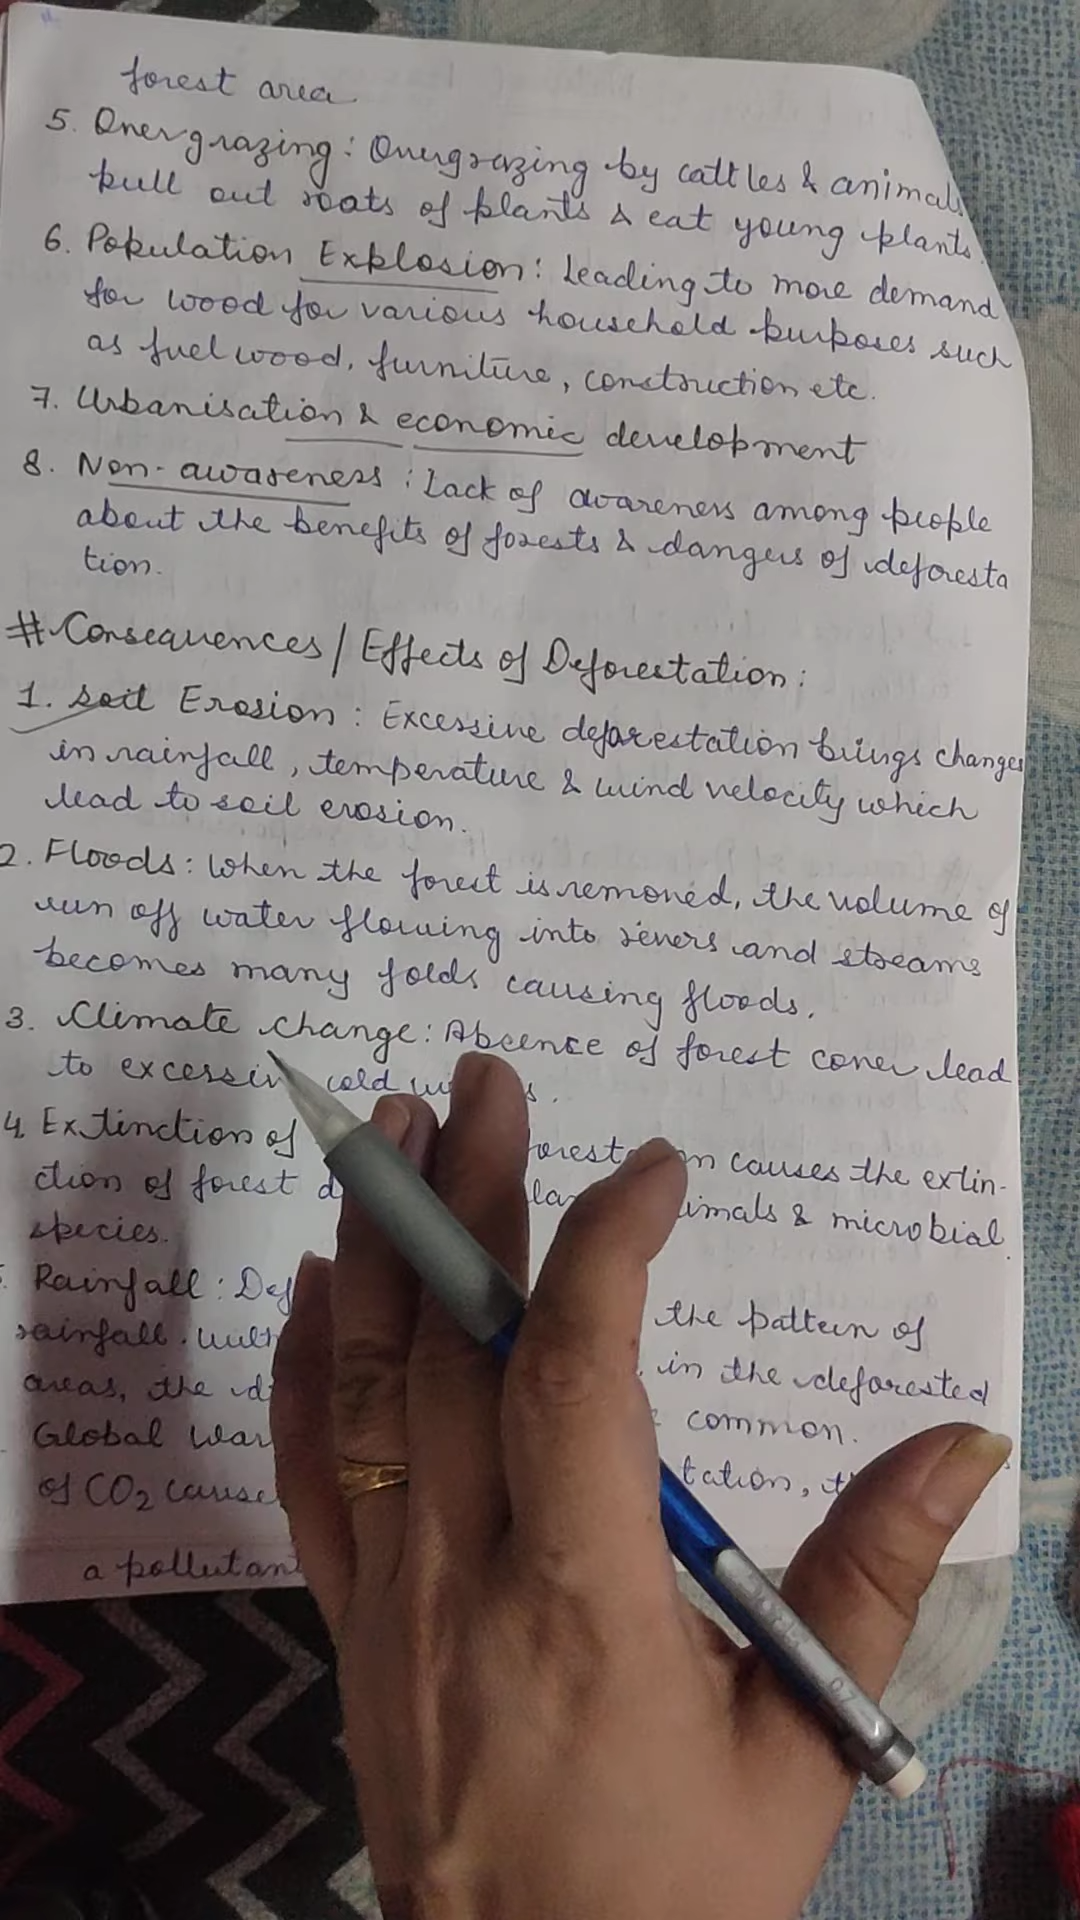 forest area
5. Overgrazing: Overgrazing by cattles & animals
pull out roots of plants & eat young plants.
6. Population Explosion: Leading to more demand
for wood for various household purposes such
as fuel wood, furniture, construction etc.
7. Urbanisation & economic development
8. Non-awareness: Lack of awareness among people
about the benefits of forests & dangers of deforesta
tion.
# Consequences/Effects of Deforestation:
1. Soil Erosion: Excessive deforestation brings changes
in rainfall, temperature & wind velocity which
lead to soil erosion.
2. Floods: When the forest is removed, the volume of
run off water flowing into rivers and streams
becomes many folds causing floods.
3. Climate change: Absence of forest cover lead
to cold
4. Extinction of causes the extin-
ction of forest & microbial
species.
Rainfall: the pattern of
rainfall. in the deforested
areas, the common.
Global
of CO2
a pollutant